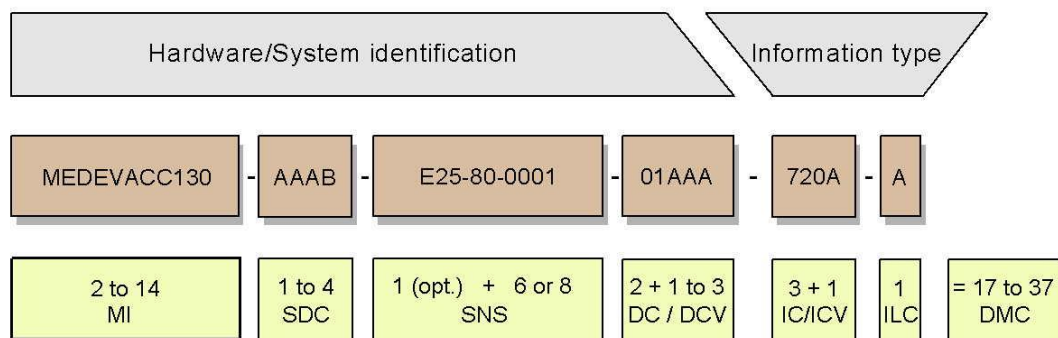 Hardware/System identification Information type
MEDEVACC130 - AAAB - E25-80-0001 - 01AAA - 720A - A
2 to 14 1 to 4 1 (opt.) + 6 or 8 2 + 1 to 3 3 + 1 1 = 17 to 37
MI SDC SNS DC / DCV IC/ICV ILC DMC